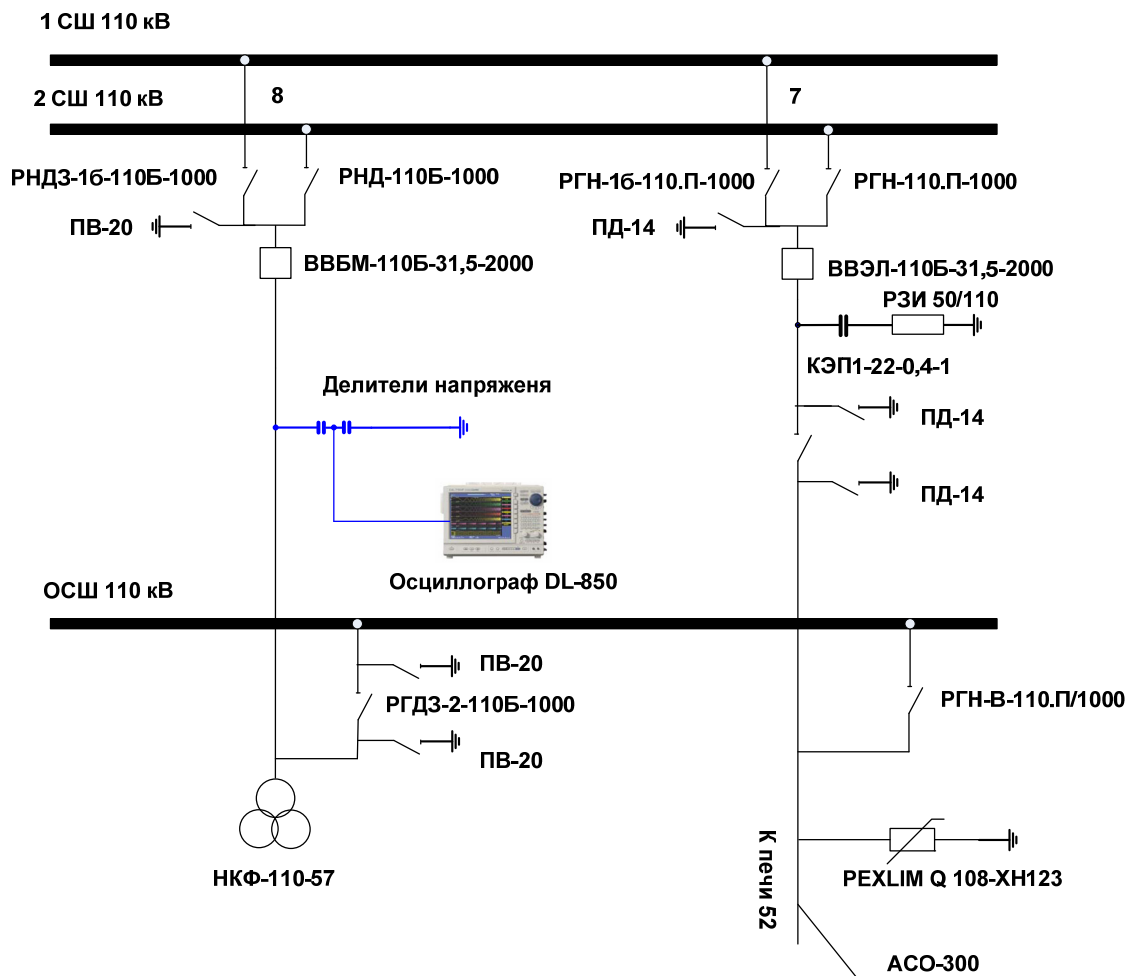 1 СШ 110 кВ
8
7
2 СШ 110 кВ
РНДЗ-1б-110Б-1000
РНД-110Б-1000
РГН-1б-110.П-1000
РГН-110.П-1000
ПВ-20
ПД-14
ВВБМ-110Б-31,5-2000
ВВЭЛ-110Б-31,5-2000
РЗИ 50/110
КЭП1-22-0,4-1
Делители напряженя
ПД-14
ПД-14
Осциллограф DL-850
ОСШ 110 кВ
ПВ-20
РГДЗ-2-110Б-1000
РГН-В-110.П/1000
ПВ-20
НКФ-110-57
К печи 52
PEXLIM Q 108-XH123
АСО-300